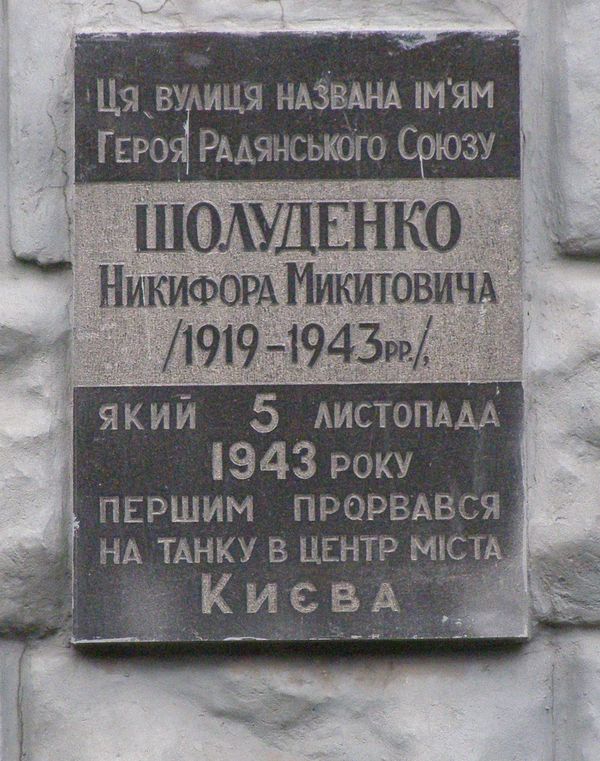 Ця вулиця названа ім'ям
Героя Радянського Союзу
ШОЛУДЕНКО
Никифора Микитовича
/1919-1943рр./,
який 5 листопада
1943 року
першим прорвався
на танку в центр міста
Києва